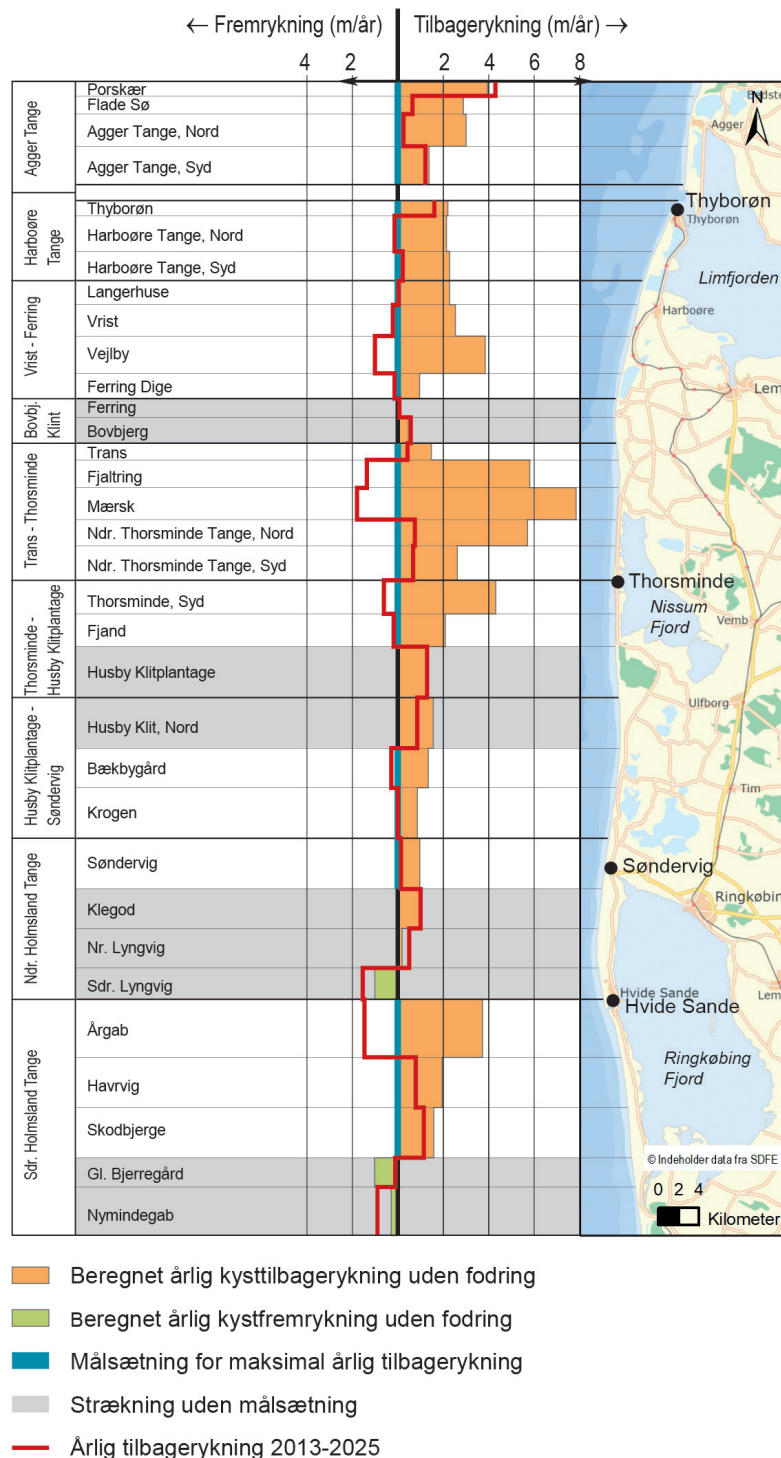 ← Fremrykning (m/år)
Tilbagerykning (m/år) →
4 2 2 4 6 8
Agger Tange
Porskær
Flade Sø
Agger Tange, Nord
Agger Tange, Syd
Harboøre Tange
Thyborøn
Harboøre Tange, Nord
Harboøre Tange, Syd
Vrist - Ferring
Langerhuse
Vrist
Vejlby
Ferring Dige
Bovbj. Klint
Ferring
Bovbjerg
Trans - Thorsminde
Trans
Fjaltring
Mærsk
Ndr. Thorsminde Tange, Nord
Ndr. Thorsminde Tange, Syd
Thorsminde - Husby Klitplantage
Thorsminde, Syd
Fjand
Husby Klitplantage
Husby Klitplantage - Søndervig
Husby Klit, Nord
Bækbygård
Krogen
Ndr. Holmsland Tange
Søndervig
Klegod
Nr. Lyngvig
Sdr. Lyngvig
Sdr. Holmsland Tange
Årgab
Havrvig
Skodbjerge
Gl. Bjerregård
Nymindegab
N
Agger
Thyborøn
Thyborøn
Limfjorden
Harboøre
Lem
Thorsminde
Nissum
Fjord
Vemb
Ulfborg
Tim
Søndervig
Ringkøbin
Hvide Sande
Hvide Sande
Lem
Ringkøbing
Fjord
© Indeholder data fra SDFE
0 2 4
Kilometer
Beregnet årlig kysttilbagerykning uden fodring
Beregnet årlig kystfremrykning uden fodring
Målsætning for maksimal årlig tilbagerykning
Strækning uden målsætning
Årlig tilbagerykning 2013-2025